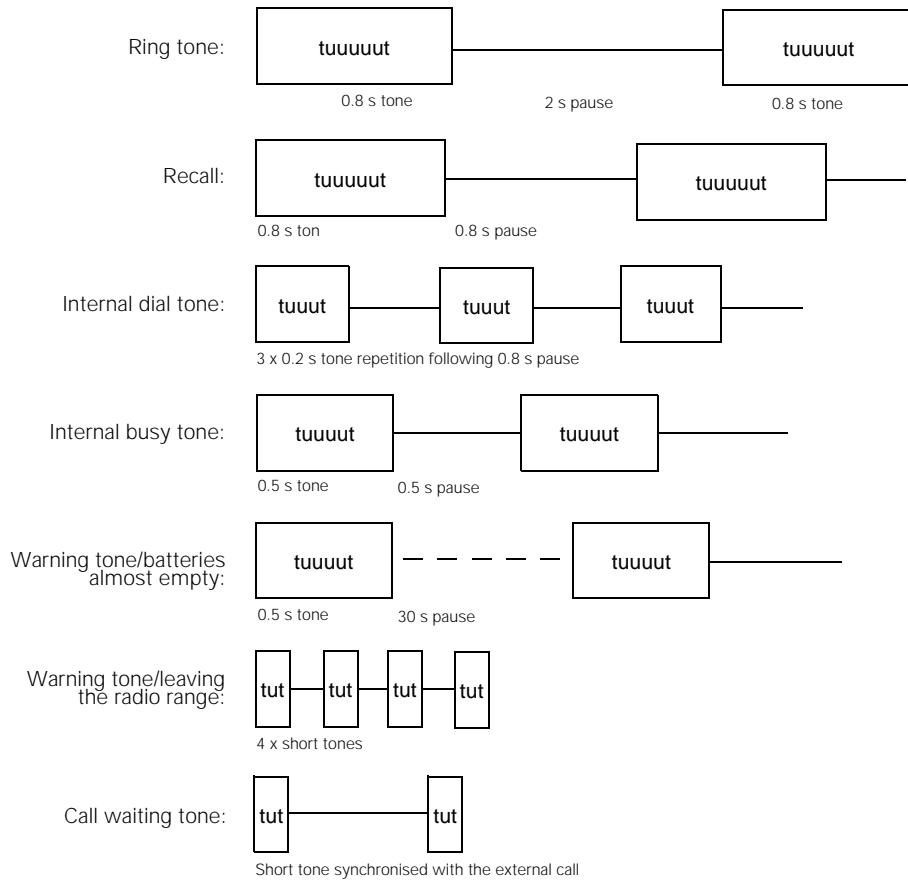 Ring tone: tuuuuut tuuuuut
0.8 s tone 2 s pause 0.8 s tone
Recall: tuuuuut tuuuuut
0.8 s ton 0.8 s pause
Internal dial tone: tuuut tuuut tuuut
3 x 0.2 s tone repetition following 0.8 s pause
Internal busy tone: tuuuut tuuuut
0.5 s tone 0.5 s pause
Warning tone/batteries
almost empty: tuuuut tuuuut
0.5 s tone 30 s pause
Warning tone/leaving
the radio range: tut tut tut tut
4 x short tones
Call waiting tone: tut tut
Short tone synchronised with the external call